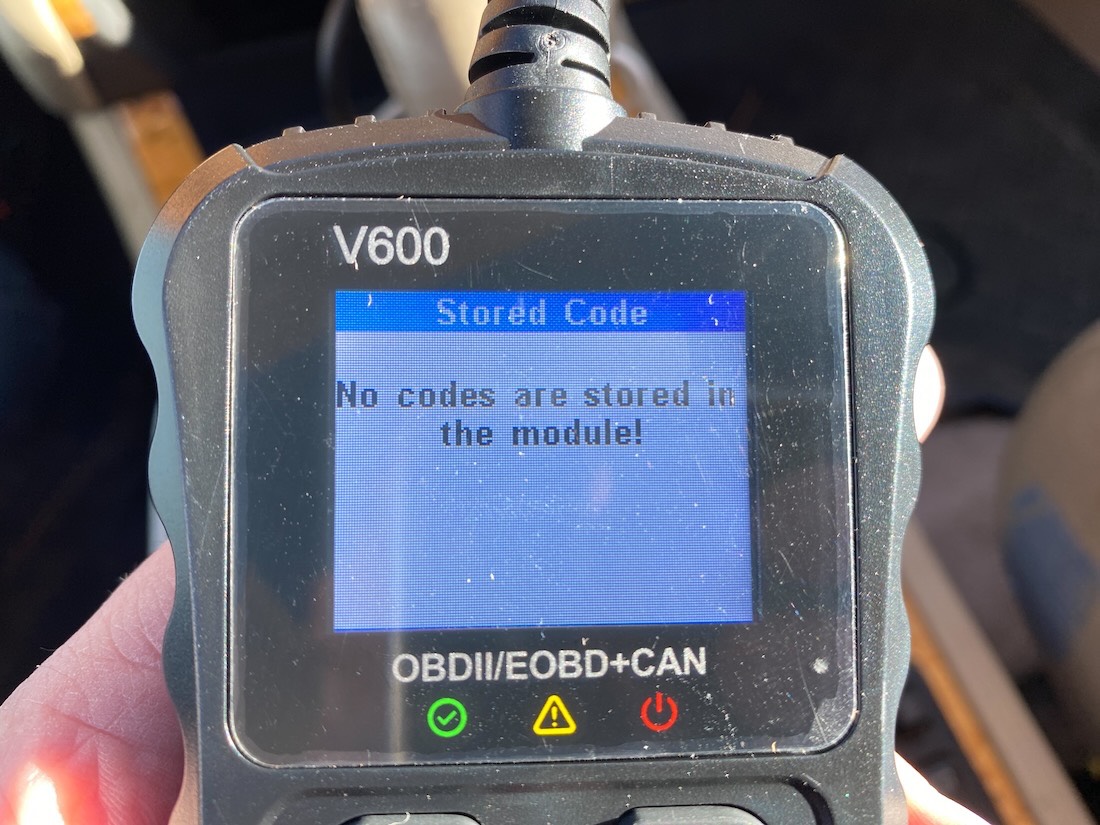 V600
Stored Code
No codes are stored in
the module!
OBDII/EOBD+CAN